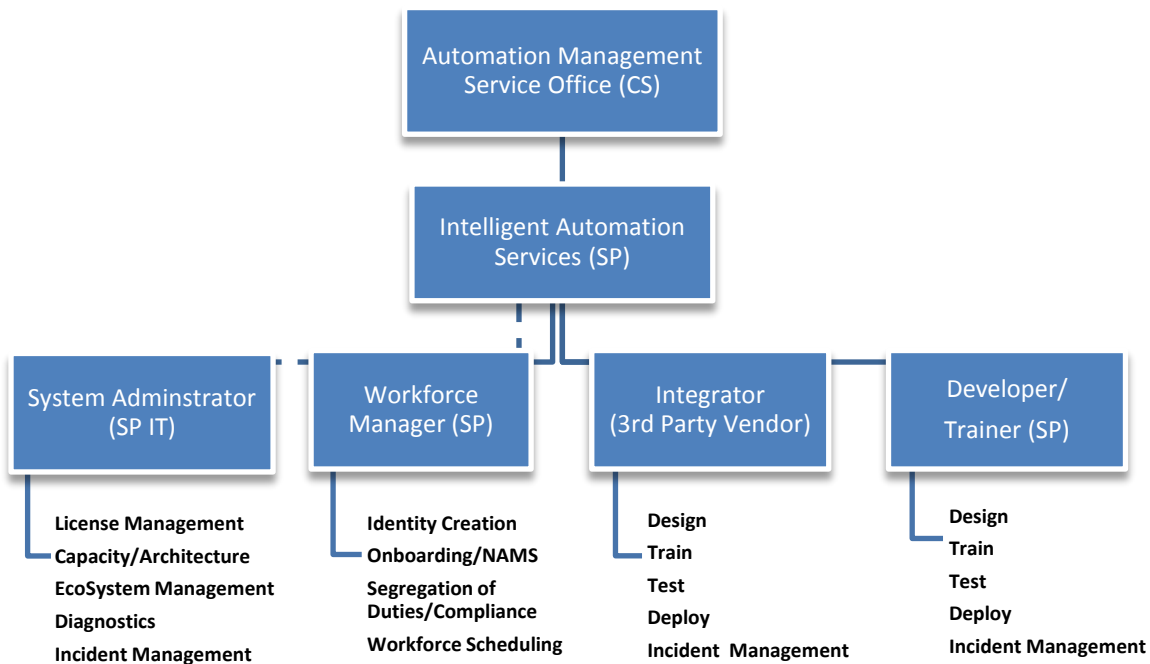 Automation Management
Service Office (CS)
Intelligent Automation
Services (SP)
System Adminstrator
(SP IT)
Workforce
Manager (SP)
Integrator
(3rd Party Vendor)
Developer/
Trainer (SP)
License Management
Capacity/Architecture
EcoSystem Management
Diagnostics
Incident Management
Identity Creation
Onboarding/NAMS
Segregation of
Duties/Compliance
Workforce Scheduling
Design
Train
Test
Deploy
Incident Management
Design
Train
Test
Deploy
Incident Management